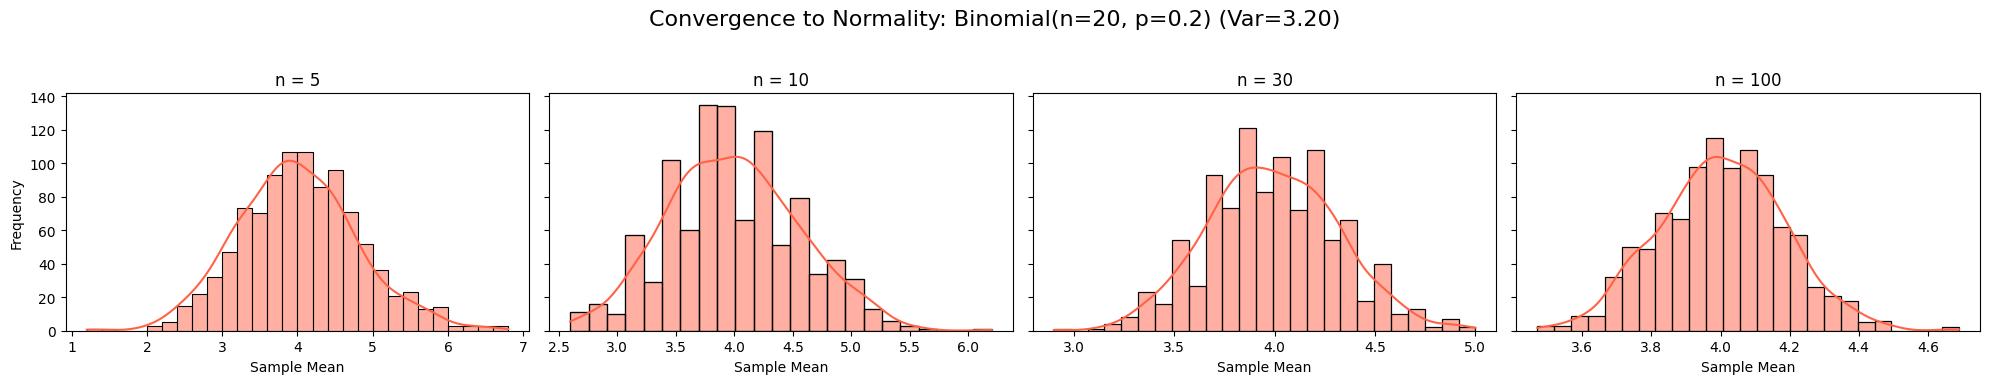 Convergence to Normality: Binomial(n=20, p=0.2) (Var=3.20)
n = 5
n = 10
n = 30
n = 100
Frequency
140
120
100
80
60
40
20
0
1 2 3 4 5 6 7
2.5 3.0 3.5 4.0 4.5 5.0 5.5 6.0
3.0 3.5 4.0 4.5 5.0
3.6 3.8 4.0 4.2 4.4 4.6
Sample Mean
Sample Mean
Sample Mean
Sample Mean